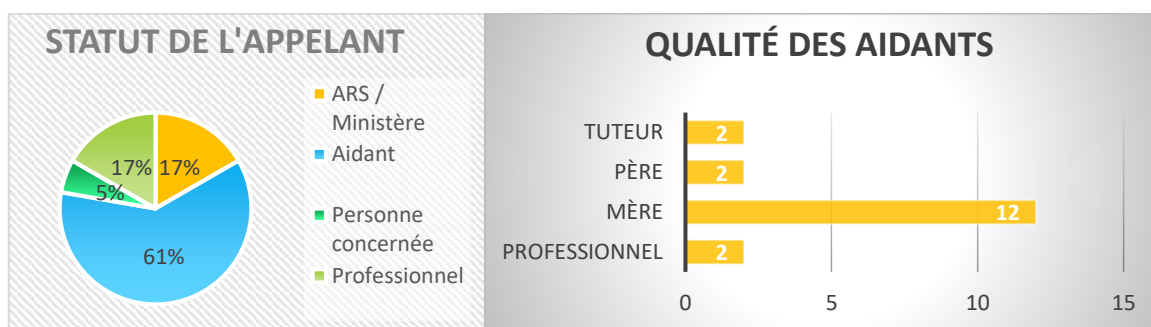 STATUT DE L'APPELANT
17%
17%
5%
61%
ARS /
Ministère
Aidant
Personne
concernée
Professionnel
QUALITÉ DES AIDANTS
TUTEUR
2
PÈRE
2
MÈRE
12
PROFESSIONNEL
2
0
5
10
15